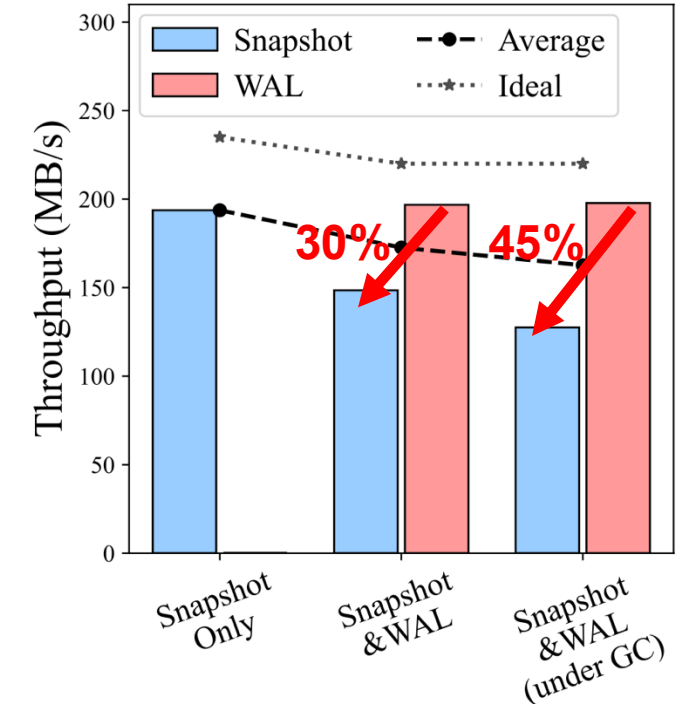 300
250
200
150
100
50
0
Throughput (MB/s)
Snapshot
WAL
Average
Ideal
30%
45%
Snapshot
Only
Snapshot
&WAL
Snapshot
&WAL
(under GC)